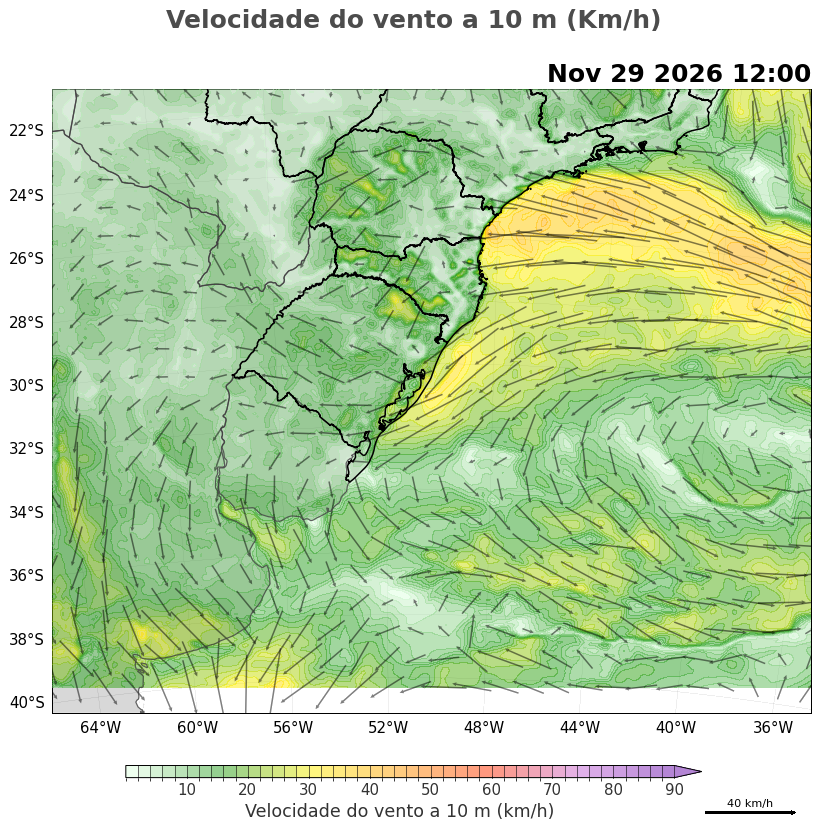 Velocidade do vento a 10 m (Km/h)
Nov 29 2026 12:00
22°S
24°S
26°S
28°S
30°S
32°S
34°S
36°S
38°S
40°S
64°W 60°W 56°W 52°W 48°W 44°W 40°W 36°W
10 20 30 40 50 60 70 80 90
Velocidade do vento a 10 m (km/h)
40 km/h